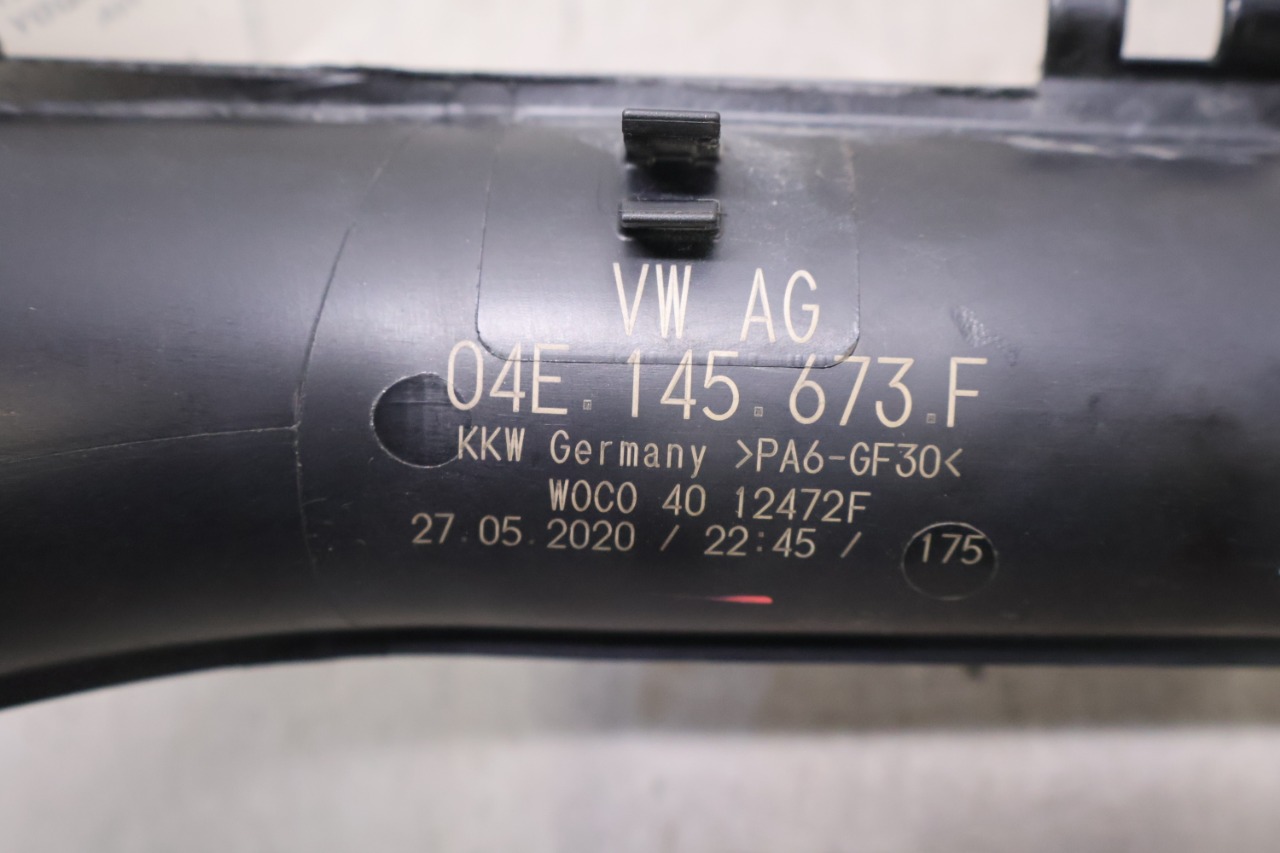 VW AG
04E.145.673.F
KKW Germany >PA6-GF30<
WOCO 40 12472F
27.05.2020 / 22:45 /
175